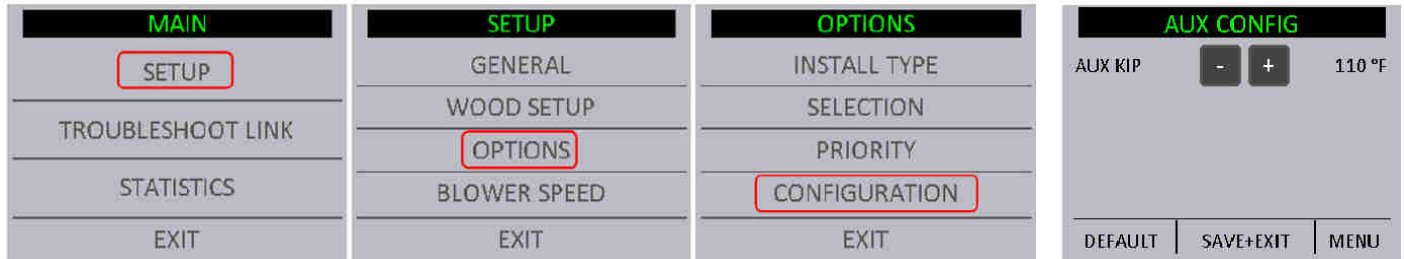 MAIN
SETUP
TROUBLESHOOT LINK
STATISTICS
EXIT
SETUP
GENERAL
WOOD SETUP
OPTIONS
BLOWER SPEED
EXIT
OPTIONS
INSTALL TYPE
SELECTION
PRIORITY
CONFIGURATION
EXIT
AUX CONFIG
AUX KIP - + 110 °F
DEFAULT SAVE+EXIT MENU